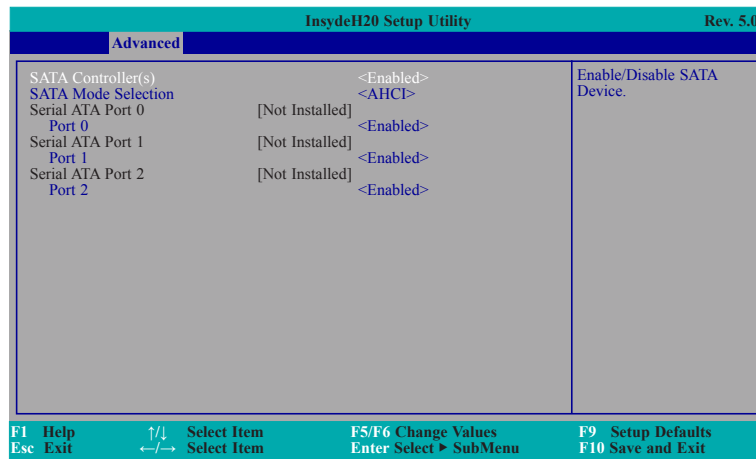 InsydeH20 Setup Utility Rev. 5.0
Advanced
SATA Controller(s) <Enabled>
SATA Mode Selection <AHCI>
Serial ATA Port 0 [Not Installed]
Port 0 <Enabled>
Serial ATA Port 1 [Not Installed]
Port 1 <Enabled>
Serial ATA Port 2 [Not Installed]
Port 2 <Enabled>
Enable/Disable SATA
Device.
F1 Help ↑/↓ Select Item F5/F6 Change Values F9 Setup Defaults
Esc Exit ←/→ Select Item Enter Select ► SubMenu F10 Save and Exit